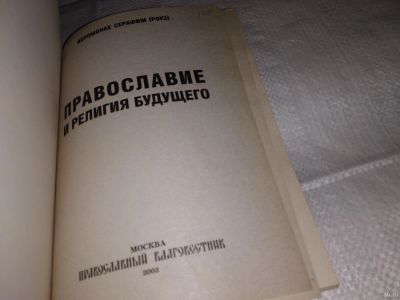 ИЕРОМОНАХ СЕРАФИМ (РОУЗ)
ПРАВОСЛАВИЕ
И РЕЛИГИЯ БУДУЩЕГО
МОСКВА
ПРАВОСЛАВНЫЙ БЛАГОВЕСТНИК
2003